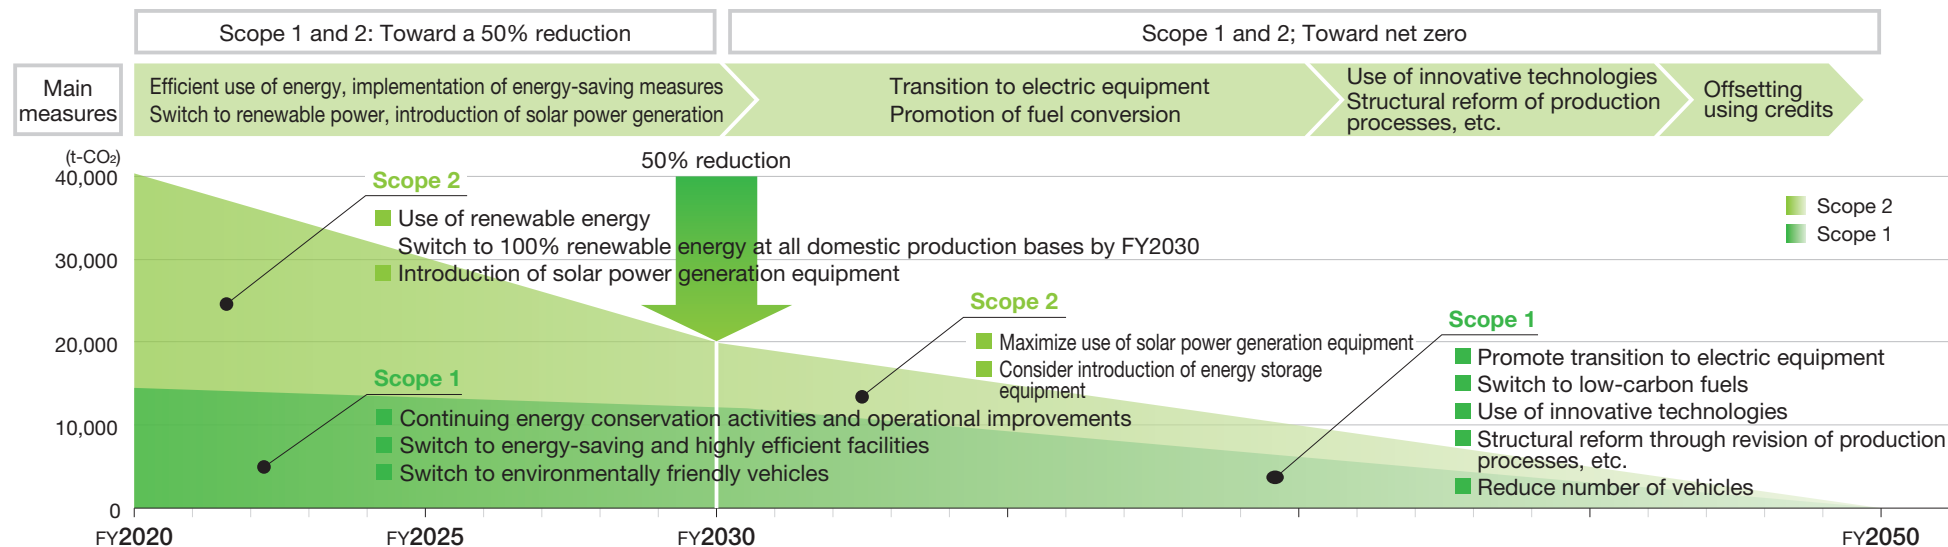 Scope 1 and 2: Toward a 50% reduction
Scope 1 and 2; Toward net zero
Main
measures
Efficient use of energy, implementation of energy-saving measures
Switch to renewable power, introduction of solar power generation
Transition to electric equipment
Promotion of fuel conversion
Use of innovative technologies
Structural reform of production
processes, etc.
Offsetting
using credits
(t-CO₂)
40,000
30,000
20,000
10,000
0
50% reduction
Scope 2
Use of renewable energy
Switch to 100% renewable energy at all domestic production bases by FY2030
Introduction of solar power generation equipment
Scope 1
Continuing energy conservation activities and operational improvements
Switch to energy-saving and highly efficient facilities
Switch to environmentally friendly vehicles
Scope 2
Maximize use of solar power generation equipment
Consider introduction of energy storage
equipment
Scope 1
Promote transition to electric equipment
Switch to low-carbon fuels
Use of innovative technologies
Structural reform through revision of production
processes, etc.
Reduce number of vehicles
Scope 2
Scope 1
FY2020
FY2025
FY2030
FY2050